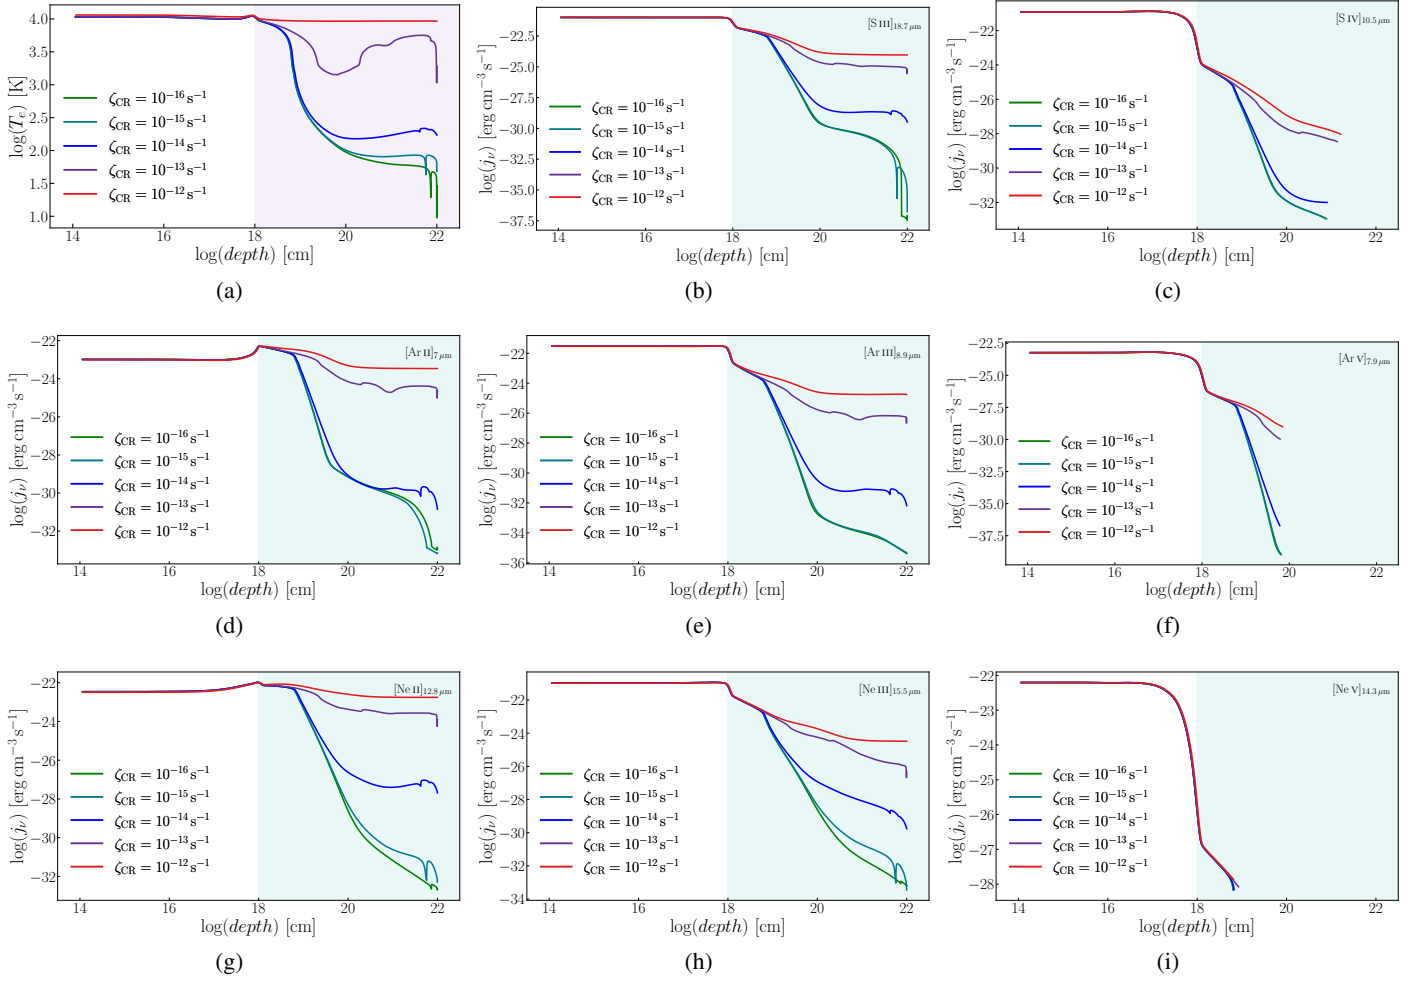 log(T_e) [K]
4.0
3.5
3.0
2.5
2.0
1.5
1.0
ζ_CR = 10^−16 s^−1
ζ_CR = 10^−15 s^−1
ζ_CR = 10^−14 s^−1
ζ_CR = 10^−13 s^−1
ζ_CR = 10^−12 s^−1
14 16 18 20 22
log(depth) [cm]
(a)
[S III]18.7 μm
log(j_ν) [erg cm^−3 s^−1]
−22.5
−25.0
−27.5
−30.0
−32.5
−35.0
−37.5
ζ_CR = 10^−16 s^−1
ζ_CR = 10^−15 s^−1
ζ_CR = 10^−14 s^−1
ζ_CR = 10^−13 s^−1
ζ_CR = 10^−12 s^−1
14 16 18 20 22
log(depth) [cm]
(b)
[S IV]10.5 μm
log(j_ν) [erg cm^−3 s^−1]
−22
−24
−26
−28
−30
−32
ζ_CR = 10^−16 s^−1
ζ_CR = 10^−15 s^−1
ζ_CR = 10^−14 s^−1
ζ_CR = 10^−13 s^−1
ζ_CR = 10^−12 s^−1
14 16 18 20 22
log(depth) [cm]
(c)
[Ar II]7 μm
log(j_ν) [erg cm^−3 s^−1]
−22
−24
−26
−28
−30
−32
ζ_CR = 10^−16 s^−1
ζ_CR = 10^−15 s^−1
ζ_CR = 10^−14 s^−1
ζ_CR = 10^−13 s^−1
ζ_CR = 10^−12 s^−1
14 16 18 20 22
log(depth) [cm]
(d)
[Ar III]8.9 μm
log(j_ν) [erg cm^−3 s^−1]
−22
−24
−26
−28
−30
−32
−34
−36
ζ_CR = 10^−16 s^−1
ζ_CR = 10^−15 s^−1
ζ_CR = 10^−14 s^−1
ζ_CR = 10^−13 s^−1
ζ_CR = 10^−12 s^−1
14 16 18 20 22
log(depth) [cm]
(e)
[Ar V]7.9 μm
log(j_ν) [erg cm^−3 s^−1]
−22.5
−25.0
−27.5
−30.0
−32.5
−35.0
−37.5
ζ_CR = 10^−16 s^−1
ζ_CR = 10^−15 s^−1
ζ_CR = 10^−14 s^−1
ζ_CR = 10^−13 s^−1
ζ_CR = 10^−12 s^−1
14 16 18 20 22
log(depth) [cm]
(f)
[Ne II]12.8 μm
log(j_ν) [erg cm^−3 s^−1]
−22
−24
−26
−28
−30
−32
ζ_CR = 10^−16 s^−1
ζ_CR = 10^−15 s^−1
ζ_CR = 10^−14 s^−1
ζ_CR = 10^−13 s^−1
ζ_CR = 10^−12 s^−1
14 16 18 20 22
log(depth) [cm]
(g)
[Ne III]15.5 μm
log(j_ν) [erg cm^−3 s^−1]
−22
−24
−26
−28
−30
−32
−34
ζ_CR = 10^−16 s^−1
ζ_CR = 10^−15 s^−1
ζ_CR = 10^−14 s^−1
ζ_CR = 10^−13 s^−1
ζ_CR = 10^−12 s^−1
14 16 18 20 22
log(depth) [cm]
(h)
[Ne V]14.3 μm
log(j_ν) [erg cm^−3 s^−1]
−22
−23
−24
−25
−26
−27
−28
ζ_CR = 10^−16 s^−1
ζ_CR = 10^−15 s^−1
ζ_CR = 10^−14 s^−1
ζ_CR = 10^−13 s^−1
ζ_CR = 10^−12 s^−1
14 16 18 20 22
log(depth) [cm]
(i)